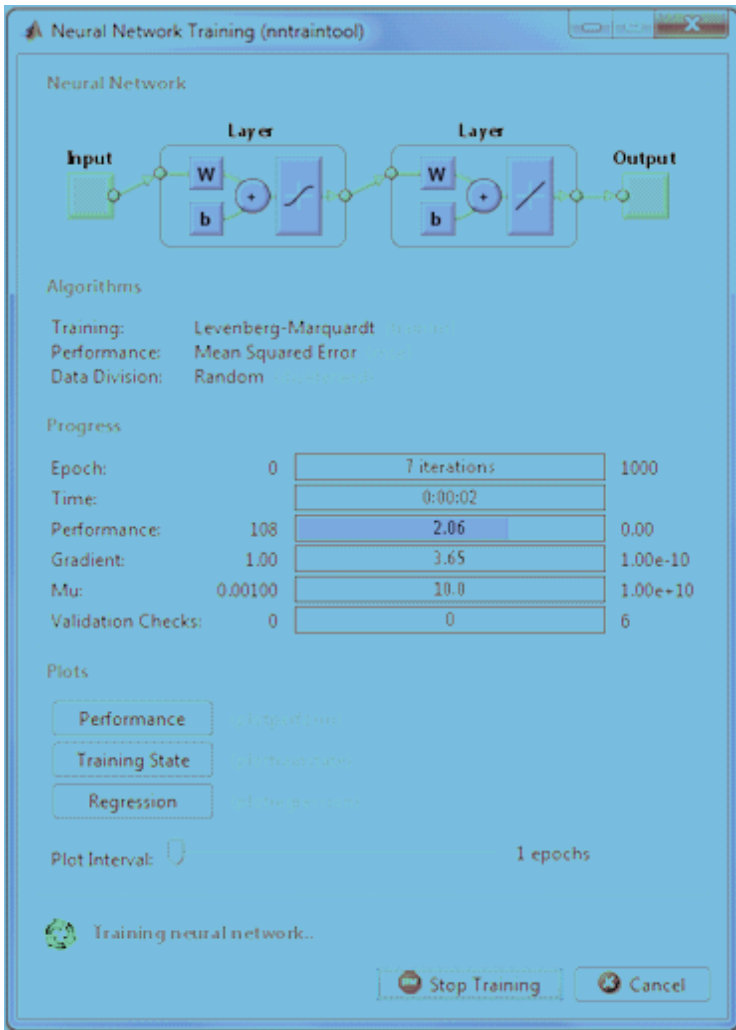 Neural Network Training (nntraintool)
Neural Network
Layer Layer
Input Output
W W
+ +
b b
Algorithms
Training: Levenberg-Marquardt
Performance: Mean Squared Error
Data Division: Random
Progress
Epoch: 0 7 iterations 1000
Time: 0:00:02
Performance: 108 2.06 0.00
Gradient: 1.00 3.65 1.00e-10
Mu: 0.00100 10.0 1.00e+10
Validation Checks: 0 0 6
Plots
Performance
Training State
Regression
Plot Interval: 1 epochs
Training neural network..
Stop Training Cancel